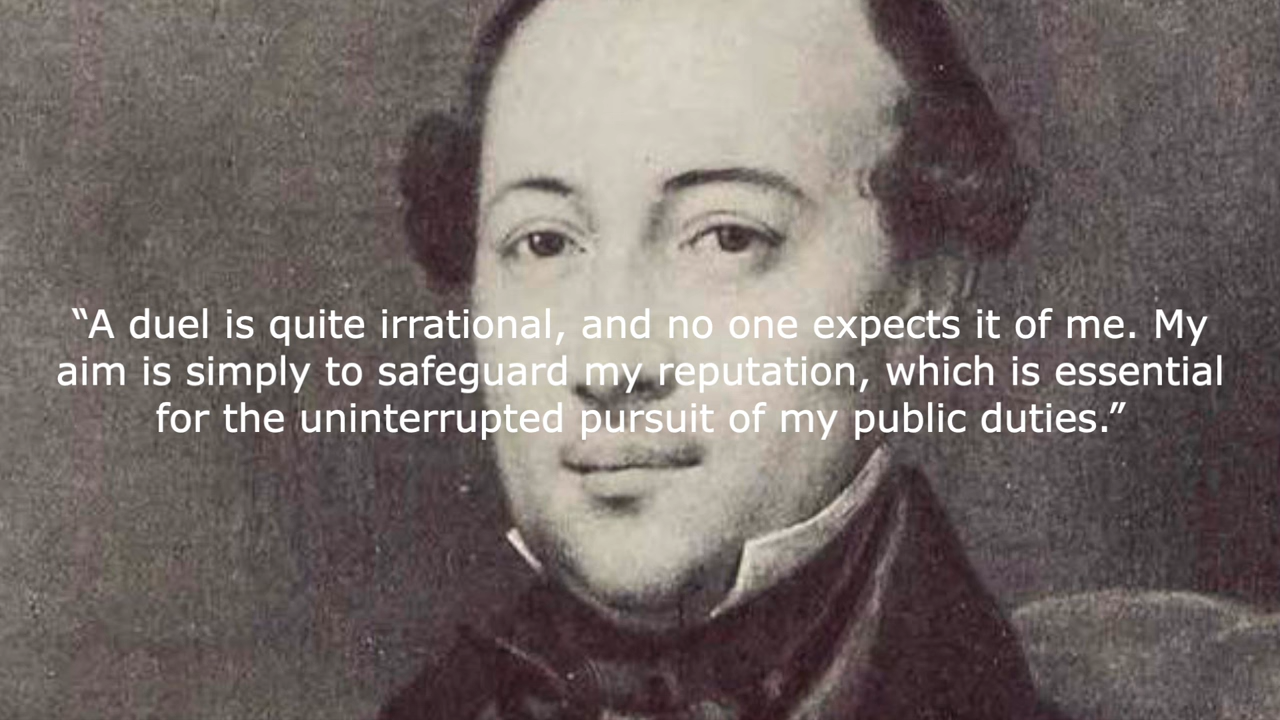 “A duel is quite irrational, and no one expects it of me. My
aim is simply to safeguard my reputation, which is essential
for the uninterrupted pursuit of my public duties.”